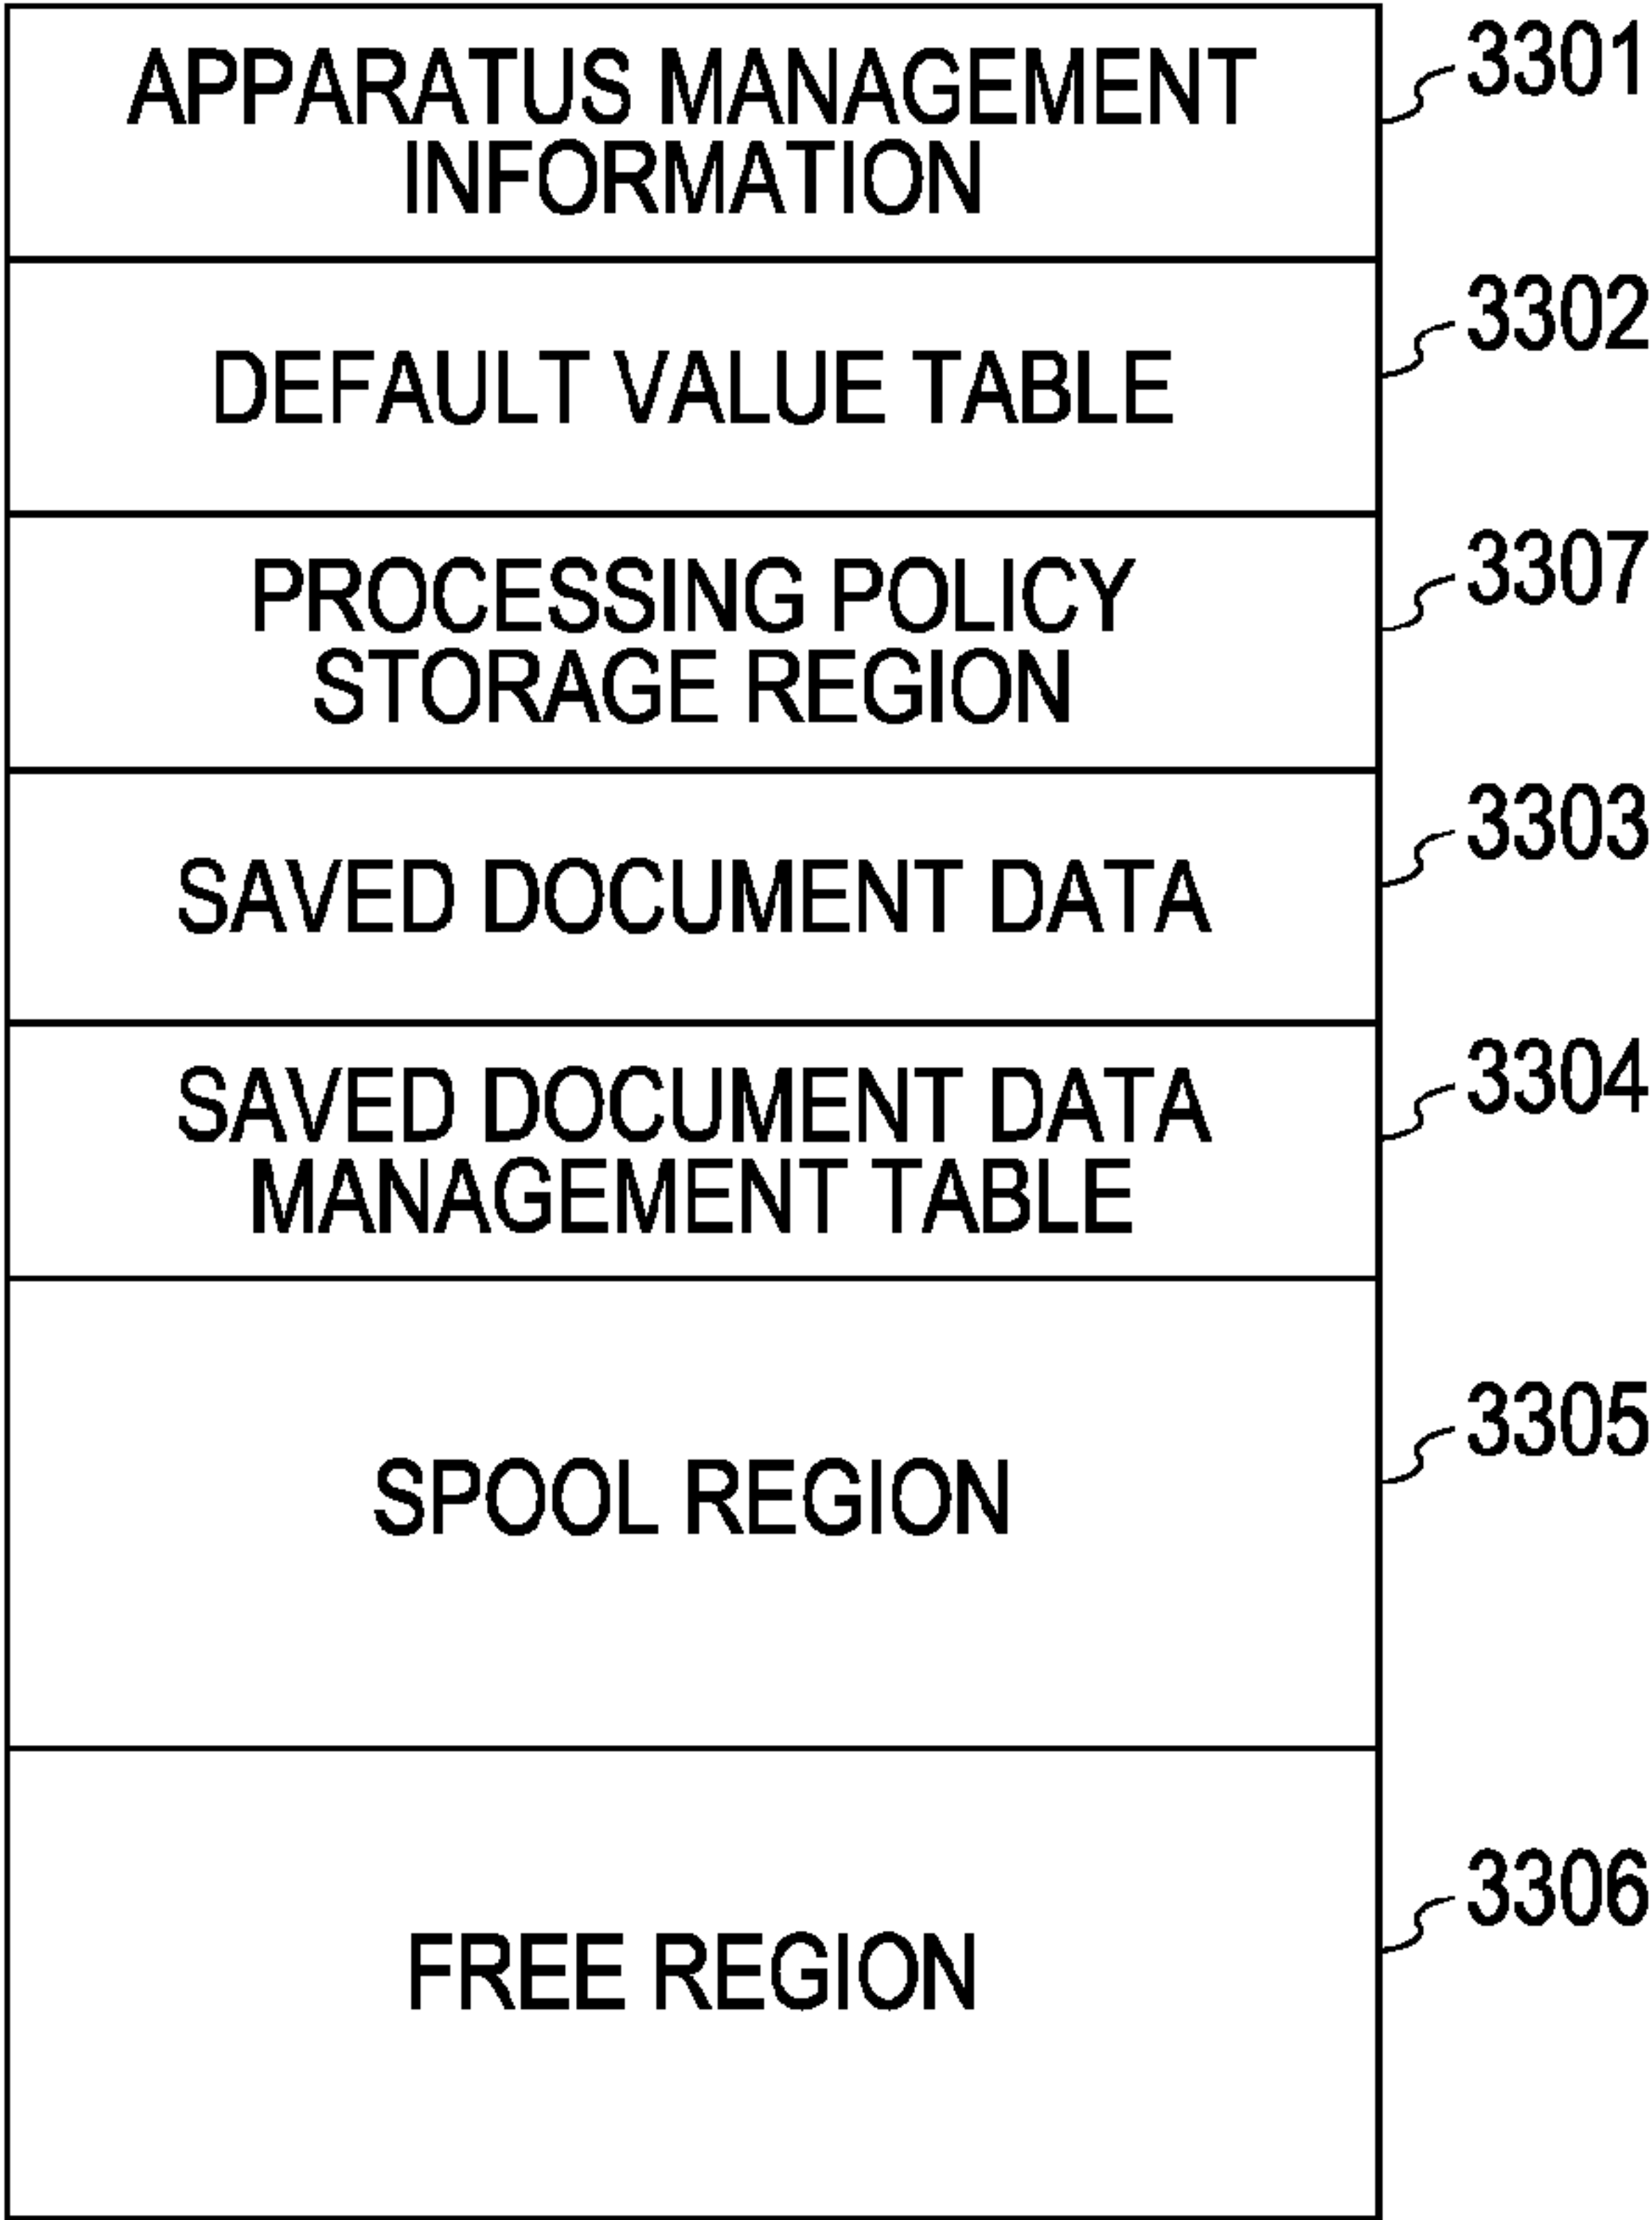 APPARATUS MANAGEMENT
INFORMATION
3301
DEFAULT VALUE TABLE
3302
PROCESSING POLICY
STORAGE REGION
3307
SAVED DOCUMENT DATA
3303
SAVED DOCUMENT DATA
MANAGEMENT TABLE
3304
SPOOL REGION
3305
FREE REGION
3306